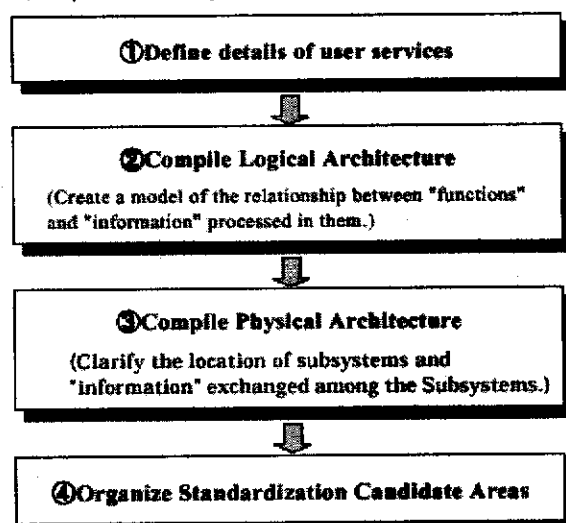 ①Define details of user services
②Compile Logical Architecture
(Create a model of the relationship between "functions"
and "information" processed in them.)
③Compile Physical Architecture
(Clarify the location of subsystems and
"information" exchanged among the Subsystems.)
④Organize Standardization Candidate Areas